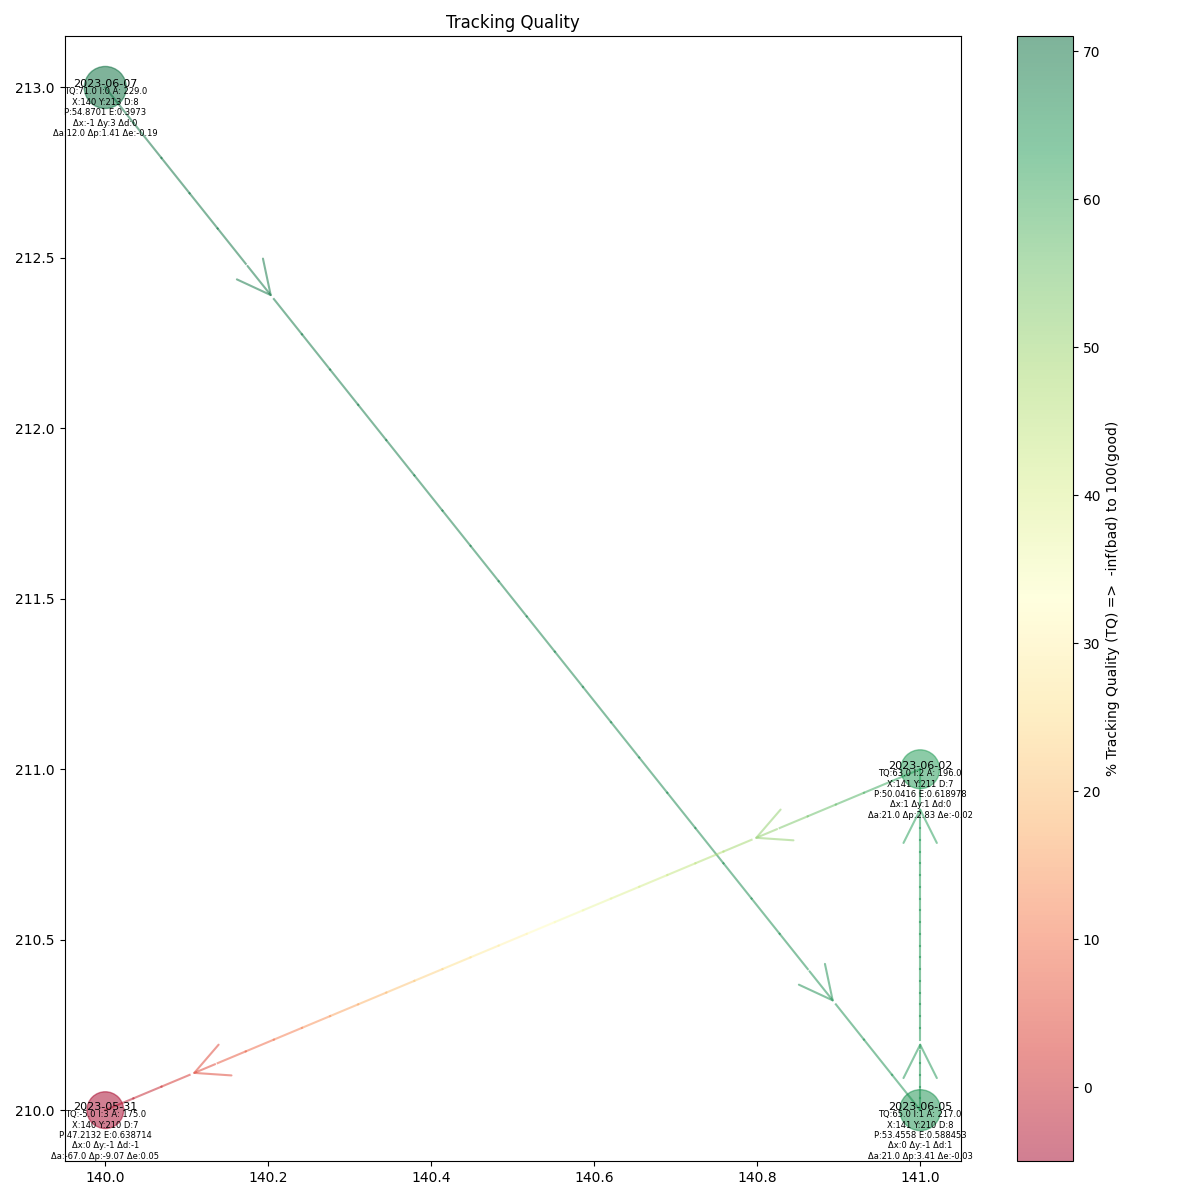 Tracking Quality
213.0
212.5
212.0
211.5
211.0
210.5
210.0
140.0
140.2
140.4
140.6
140.8
141.0
2023-06-07
TQ:71.0 I:0 A: 229.0
X:140 Y:213 D:8
P:54.8701 E:0.3973
Δx:-1 Δy:3 Δd:0
Δa:12.0 Δp:1.41 Δe:-0.19
2023-06-02
TQ:63.0 I:2 A: 196.0
X:141 Y:211 D:7
P:50.0416 E:0.618978
Δx:1 Δy:1 Δd:0
Δa:21.0 Δp:2.83 Δe:-0.02
2023-05-31
TQ:-5.0 I:3 A: 175.0
X:140 Y:210 D:7
P:47.2132 E:0.638714
Δx:0 Δy:-1 Δd:-1
Δa:-67.0 Δp:-9.07 Δe:0.05
2023-06-05
TQ:65.0 I:1 A: 217.0
X:141 Y:210 D:8
P:53.4558 E:0.588453
Δx:0 Δy:-1 Δd:1
Δa:21.0 Δp:3.41 Δe:-0.03
70
60
50
40
30
20
10
0
% Tracking Quality (TQ) =>  -inf(bad) to 100(good)